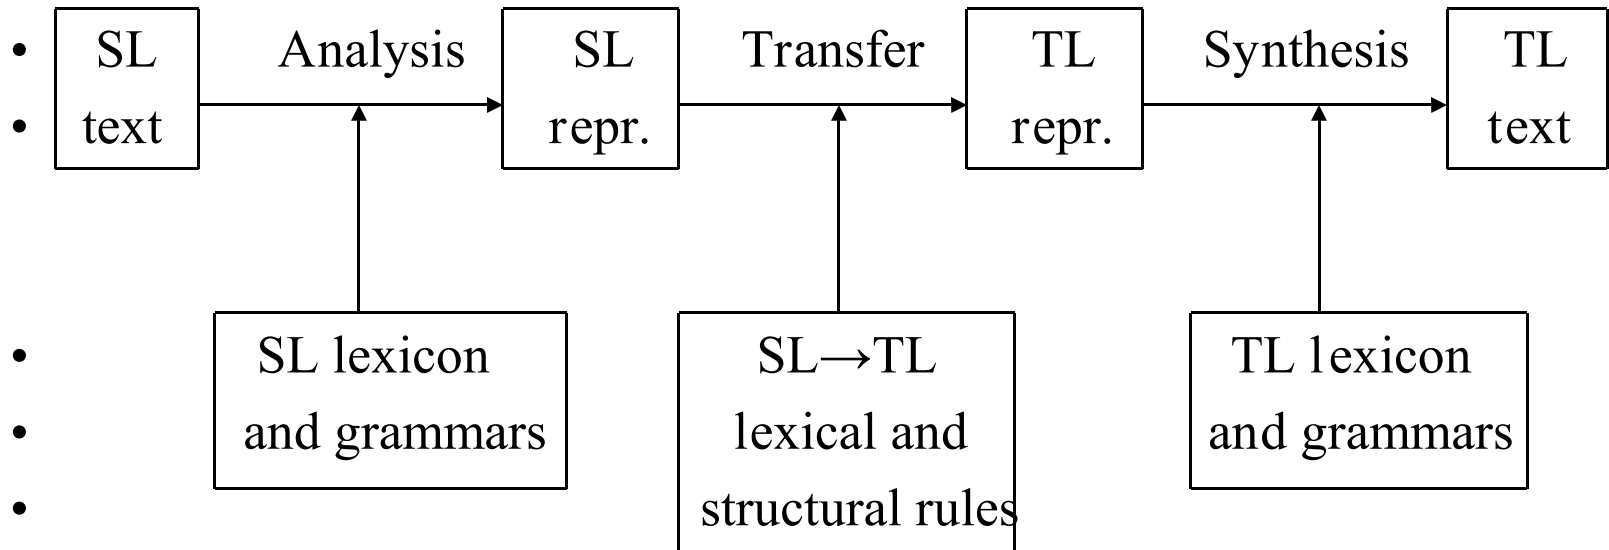 • SL Analysis SL Transfer TL Synthesis TL
• text repr. repr. text
• SL lexicon SL→TL TL lexicon
• and grammars lexical and and grammars
• structural rules